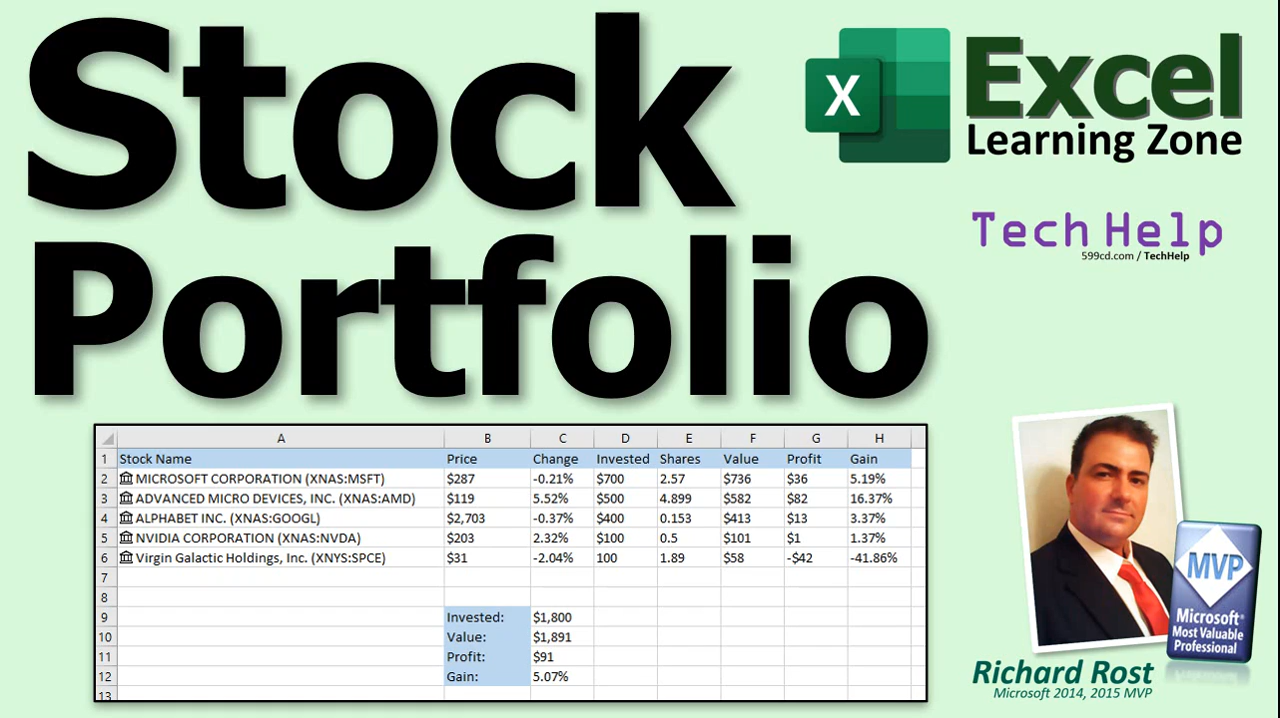 Stock
Portfolio
X
Excel
Learning Zone
Tech Help
599cd.com / TechHelp
A B C D E F G H
1 Stock Name Price Change Invested Shares Value Profit Gain
2 MICROSOFT CORPORATION (XNAS:MSFT) $287 -0.21% $700 2.57 $736 $36 5.19%
3 ADVANCED MICRO DEVICES, INC. (XNAS:AMD) $119 5.52% $500 4.899 $582 $82 16.37%
4 ALPHABET INC. (XNAS:GOOGL) $2,703 -0.37% $400 0.153 $413 $13 3.37%
5 NVIDIA CORPORATION (XNAS:NVDA) $203 2.32% $100 0.5 $101 $1 1.37%
6 Virgin Galactic Holdings, Inc. (XNYS:SPCE) $31 -2.04% 100 1.89 $58 -$42 -41.86%
7
8
9 Invested: $1,800
10 Value: $1,891
11 Profit: $91
12 Gain: 5.07%
13
MVP
Microsoft®
Most Valuable
Professional
Richard Rost
Microsoft 2014, 2015 MVP